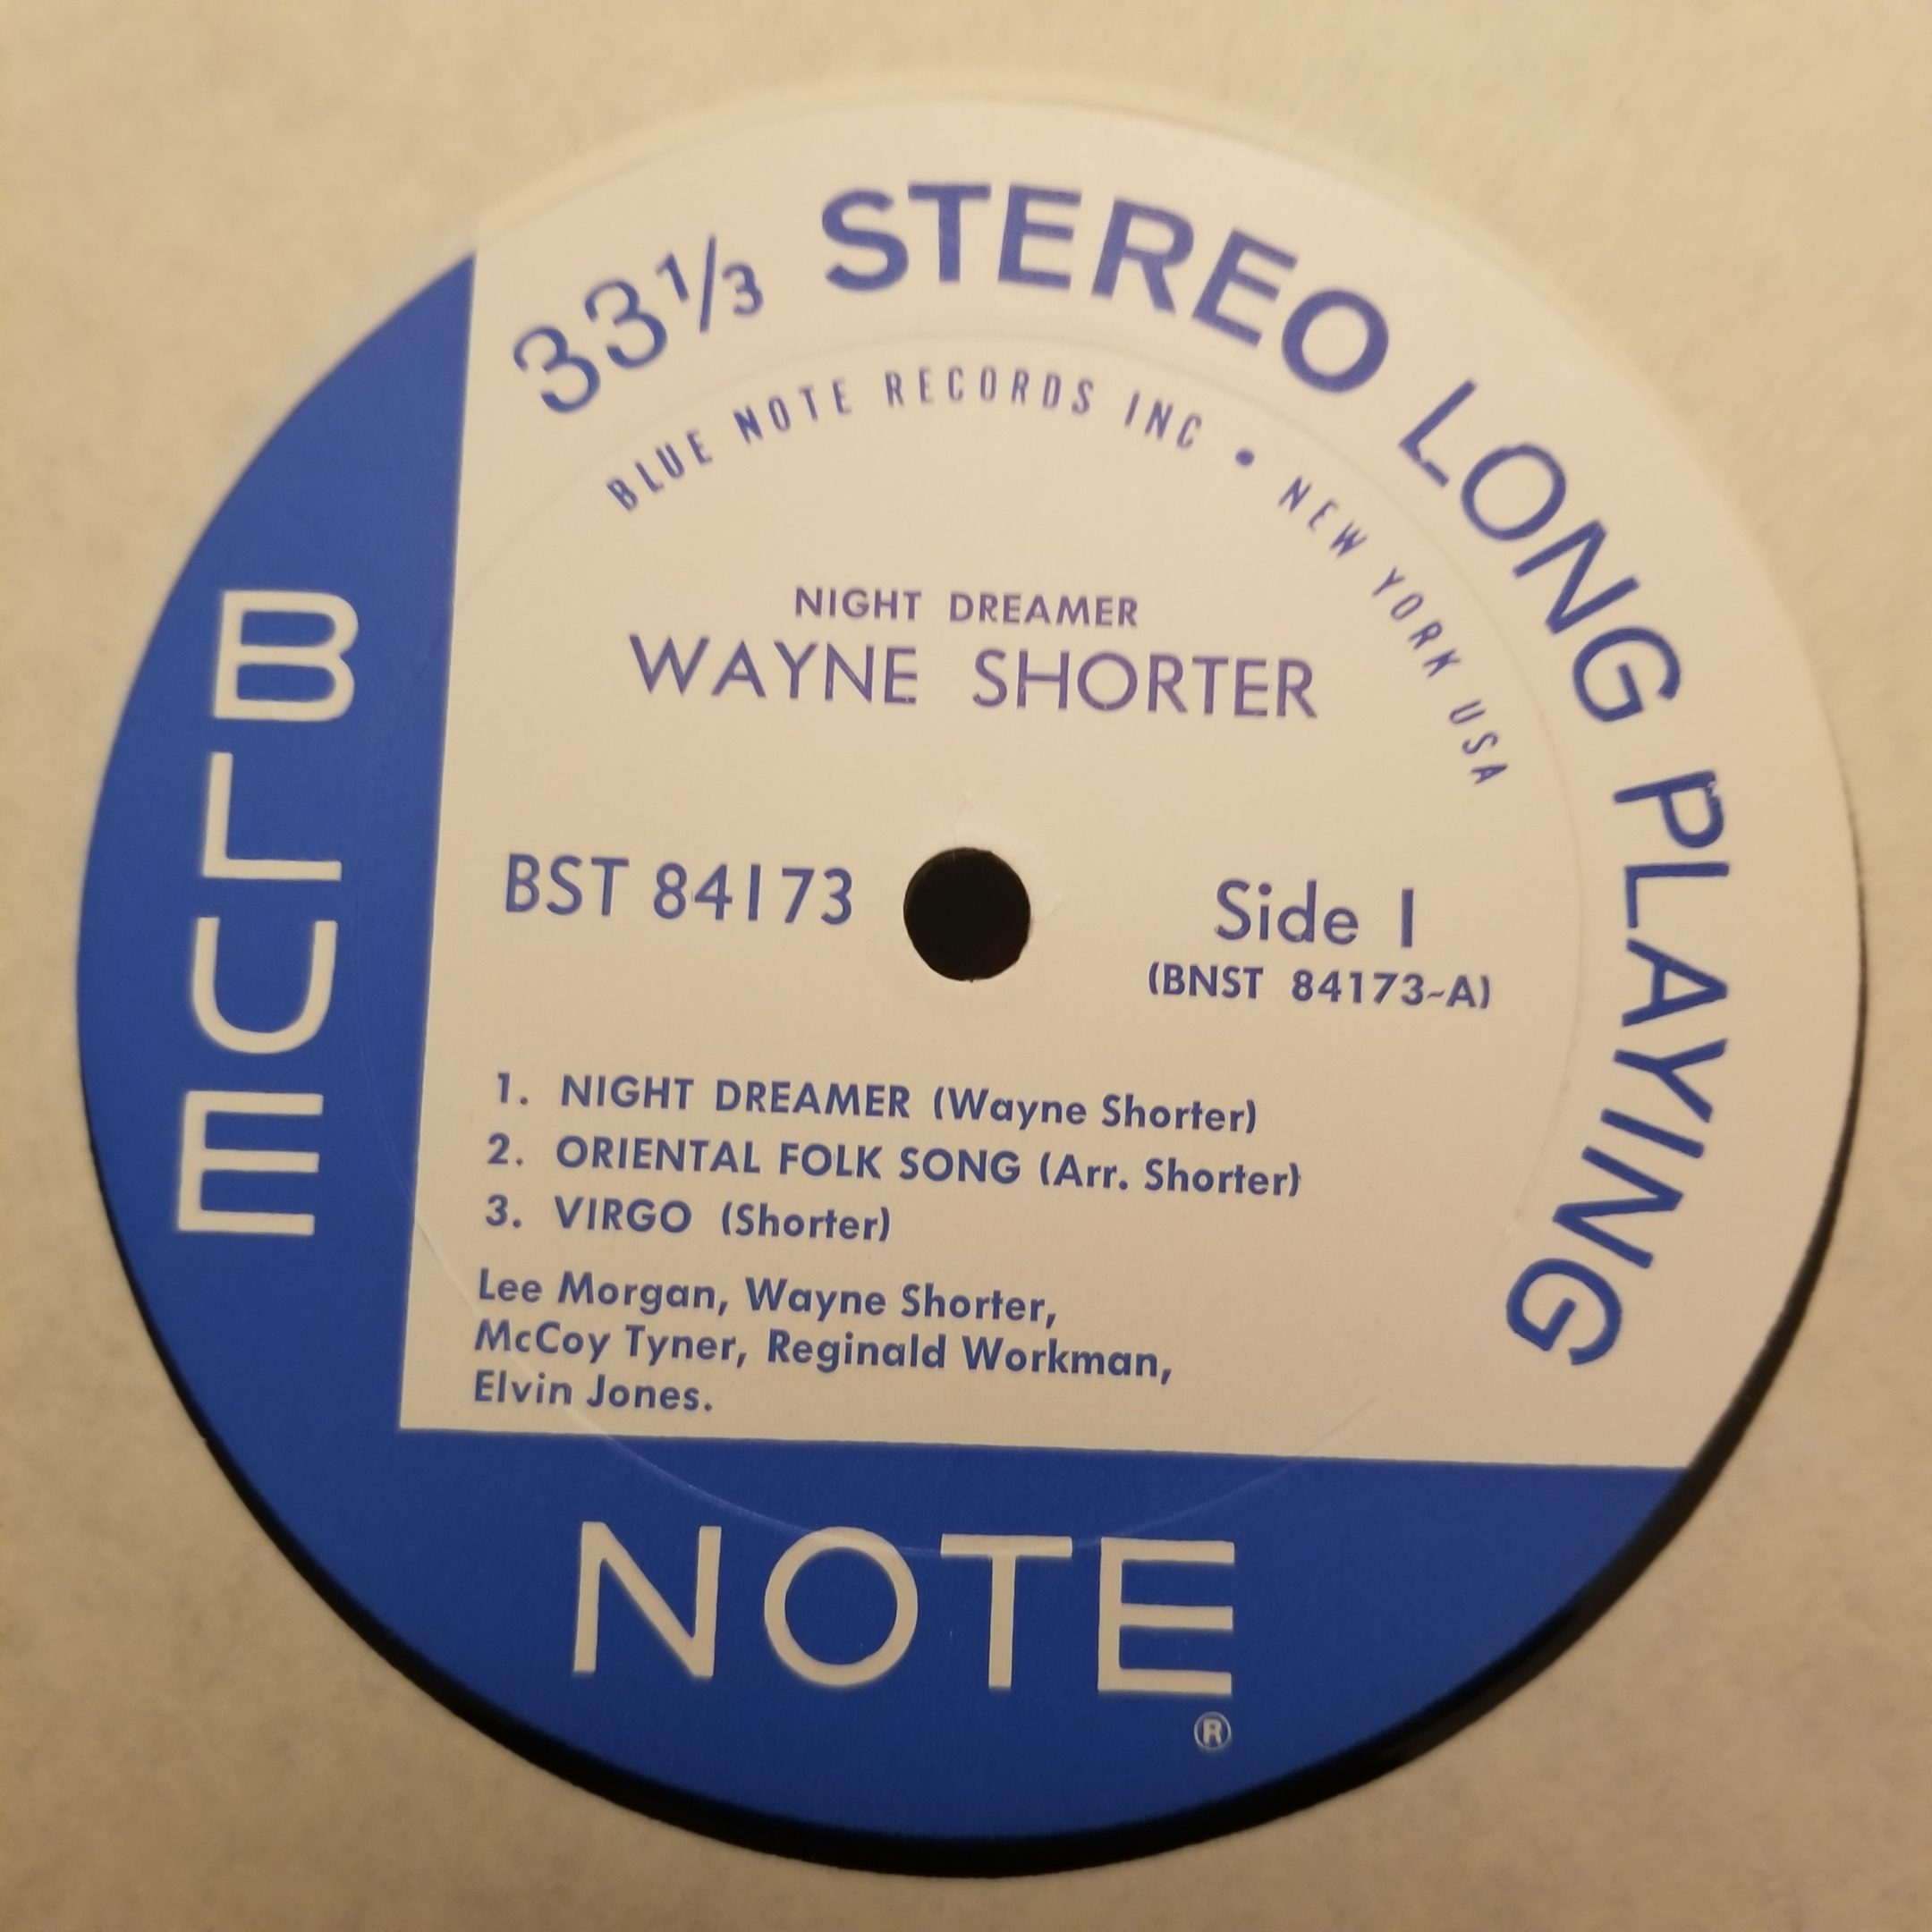 33⅓ STEREO LONG PLAYING
BLUE NOTE RECORDS INC • NEW YORK USA
NIGHT DREAMER
WAYNE SHORTER
BST 84173
Side 1
(BNST 84173~A)
1. NIGHT DREAMER (Wayne Shorter)
2. ORIENTAL FOLK SONG (Arr. Shorter)
3. VIRGO (Shorter)
Lee Morgan, Wayne Shorter,
McCoy Tyner, Reginald Workman,
Elvin Jones.
BLUE
NOTE
®